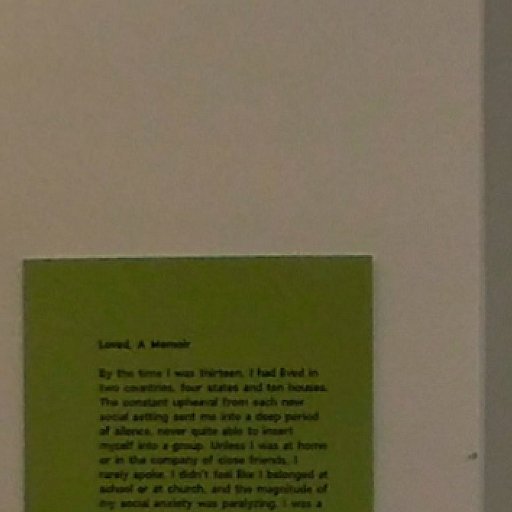 Loved, A Memoir
By the time I was thirteen, I had lived in
two countries, four states and ten houses.
The constant upheaval from each new
social setting sent me into a deep period
of silence, never quite able to insert
myself into a group. Unless I was at home
or in the company of close friends, I
rarely spoke. I didn't feel like I belonged at
school or at church, and the magnitude of
my social anxiety was paralyzing. I was a